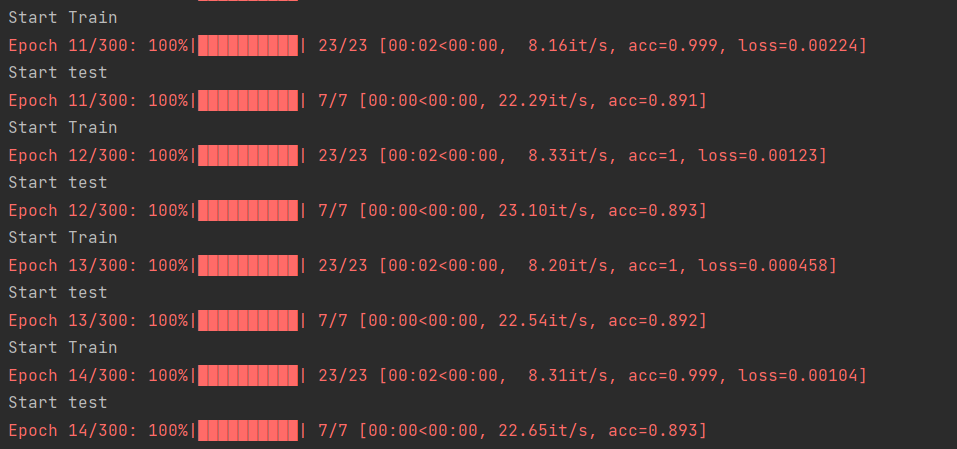 Start Train
Epoch 11/300: 100%|██████████| 23/23 [00:02<00:00,  8.16it/s, acc=0.999, loss=0.00224]
Start test
Epoch 11/300: 100%|██████████| 7/7 [00:00<00:00, 22.29it/s, acc=0.891]
Start Train
Epoch 12/300: 100%|██████████| 23/23 [00:02<00:00,  8.33it/s, acc=1, loss=0.00123]
Start test
Epoch 12/300: 100%|██████████| 7/7 [00:00<00:00, 23.10it/s, acc=0.893]
Start Train
Epoch 13/300: 100%|██████████| 23/23 [00:02<00:00,  8.20it/s, acc=1, loss=0.000458]
Start test
Epoch 13/300: 100%|██████████| 7/7 [00:00<00:00, 22.54it/s, acc=0.892]
Start Train
Epoch 14/300: 100%|██████████| 23/23 [00:02<00:00,  8.31it/s, acc=0.999, loss=0.00104]
Start test
Epoch 14/300: 100%|██████████| 7/7 [00:00<00:00, 22.65it/s, acc=0.893]